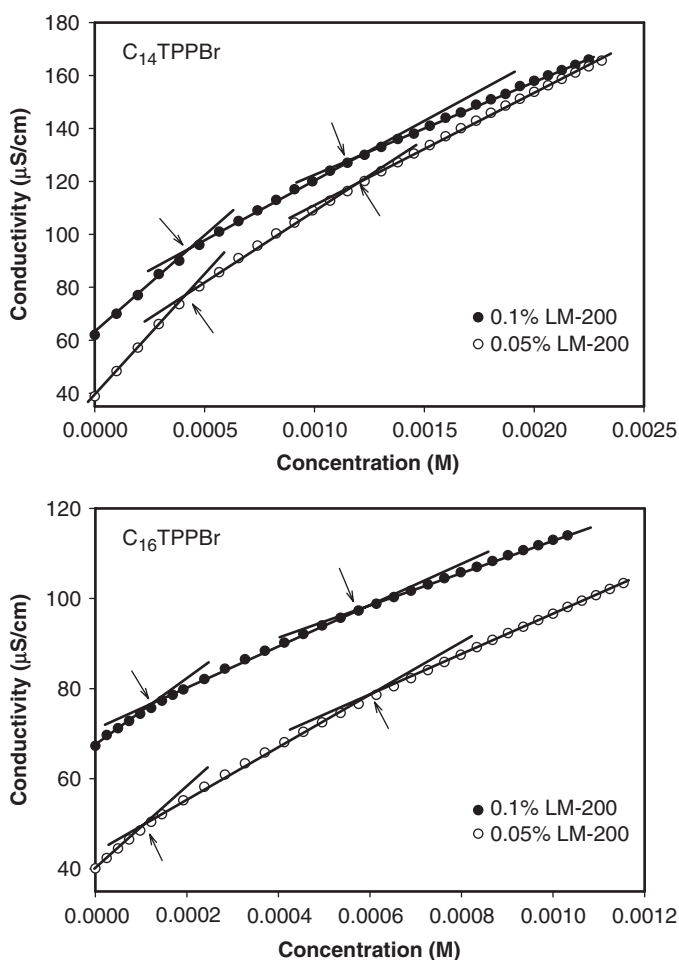 180
160
140
120
100
80
60
40
Conductivity (μS/cm)
C14TPPBr
0.1% LM-200
0.05% LM-200
0.0000 0.0005 0.0010 0.0015 0.0020 0.0025
Concentration (M)
120
100
80
60
40
Conductivity (μS/cm)
C16TPPBr
0.1% LM-200
0.05% LM-200
0.0000 0.0002 0.0004 0.0006 0.0008 0.0010 0.0012
Concentration (M)